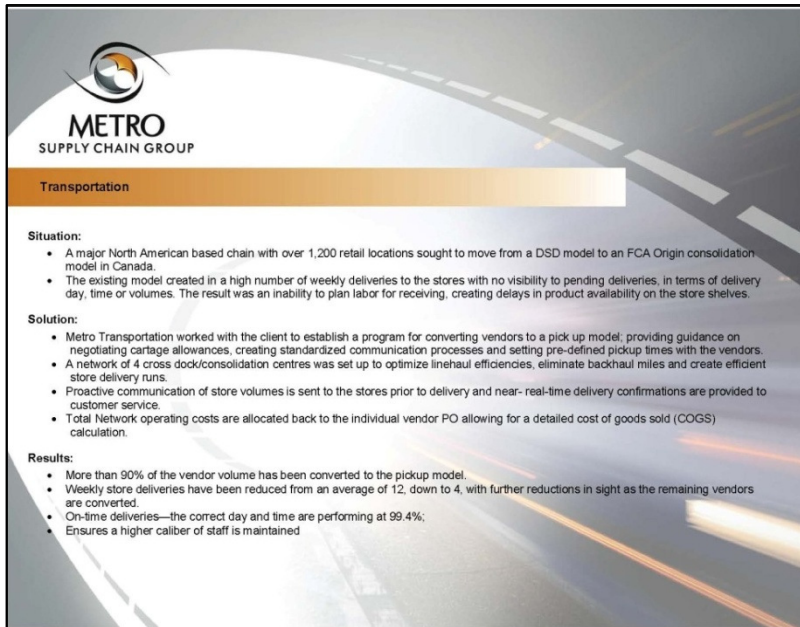 METRO
SUPPLY CHAIN GROUP
Transportation
Situation:
• A major North American based chain with over 1,200 retail locations sought to move from a DSD model to an FCA Origin consolidation
model in Canada.
• The existing model created in a high number of weekly deliveries to the stores with no visibility to pending deliveries, in terms of delivery
day, time or volumes. The result was an inability to plan labor for receiving, creating delays in product availability on the store shelves.
Solution:
• Metro Transportation worked with the client to establish a program for converting vendors to a pick up model; providing guidance on
negotiating cartage allowances, creating standardized communication processes and setting pre-defined pickup times with the vendors.
• A network of 4 cross dock/consolidation centres was set up to optimize linehaul efficiencies, eliminate backhaul miles and create efficient
store delivery runs.
• Proactive communication of store volumes is sent to the stores prior to delivery and near- real-time delivery confirmations are provided to
customer service.
• Total Network operating costs are allocated back to the individual vendor PO allowing for a detailed cost of goods sold (COGS)
calculation.
Results:
• More than 90% of the vendor volume has been converted to the pickup model.
• Weekly store deliveries have been reduced from an average of 12, down to 4, with further reductions in sight as the remaining vendors
are converted.
• On-time deliveries—the correct day and time are performing at 99.4%;
• Ensures a higher caliber of staff is maintained